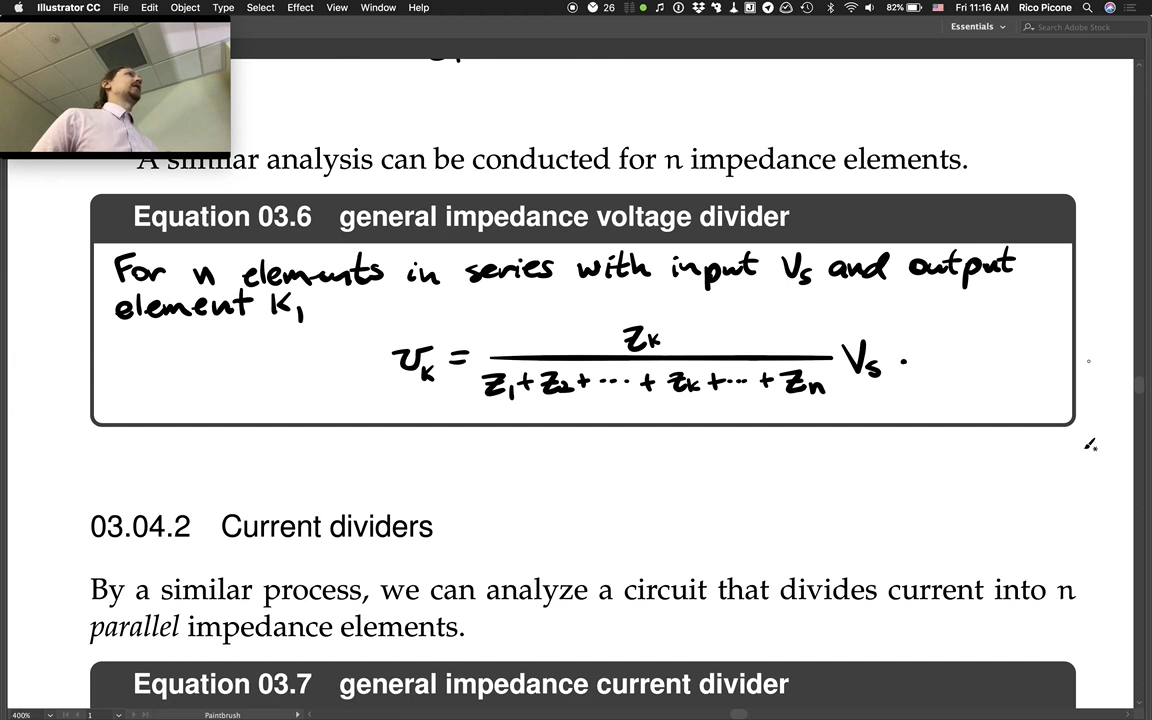 Illustrator CC File Edit Object Type Select Effect View Window Help 26 82% Fri 11:16 AM Rico Picone
Essentials Search Adobe Stock
A similar analysis can be conducted for n impedance elements.
Equation 03.6 general impedance voltage divider
For n elements in series with input Vs and output
element K,
vK = zK / (z1 + z2 + ··· + zK + ··· + zn) Vs .
03.04.2 Current dividers
By a similar process, we can analyze a circuit that divides current into n
parallel impedance elements.
Equation 03.7 general impedance current divider
400% 1 Paintbrush